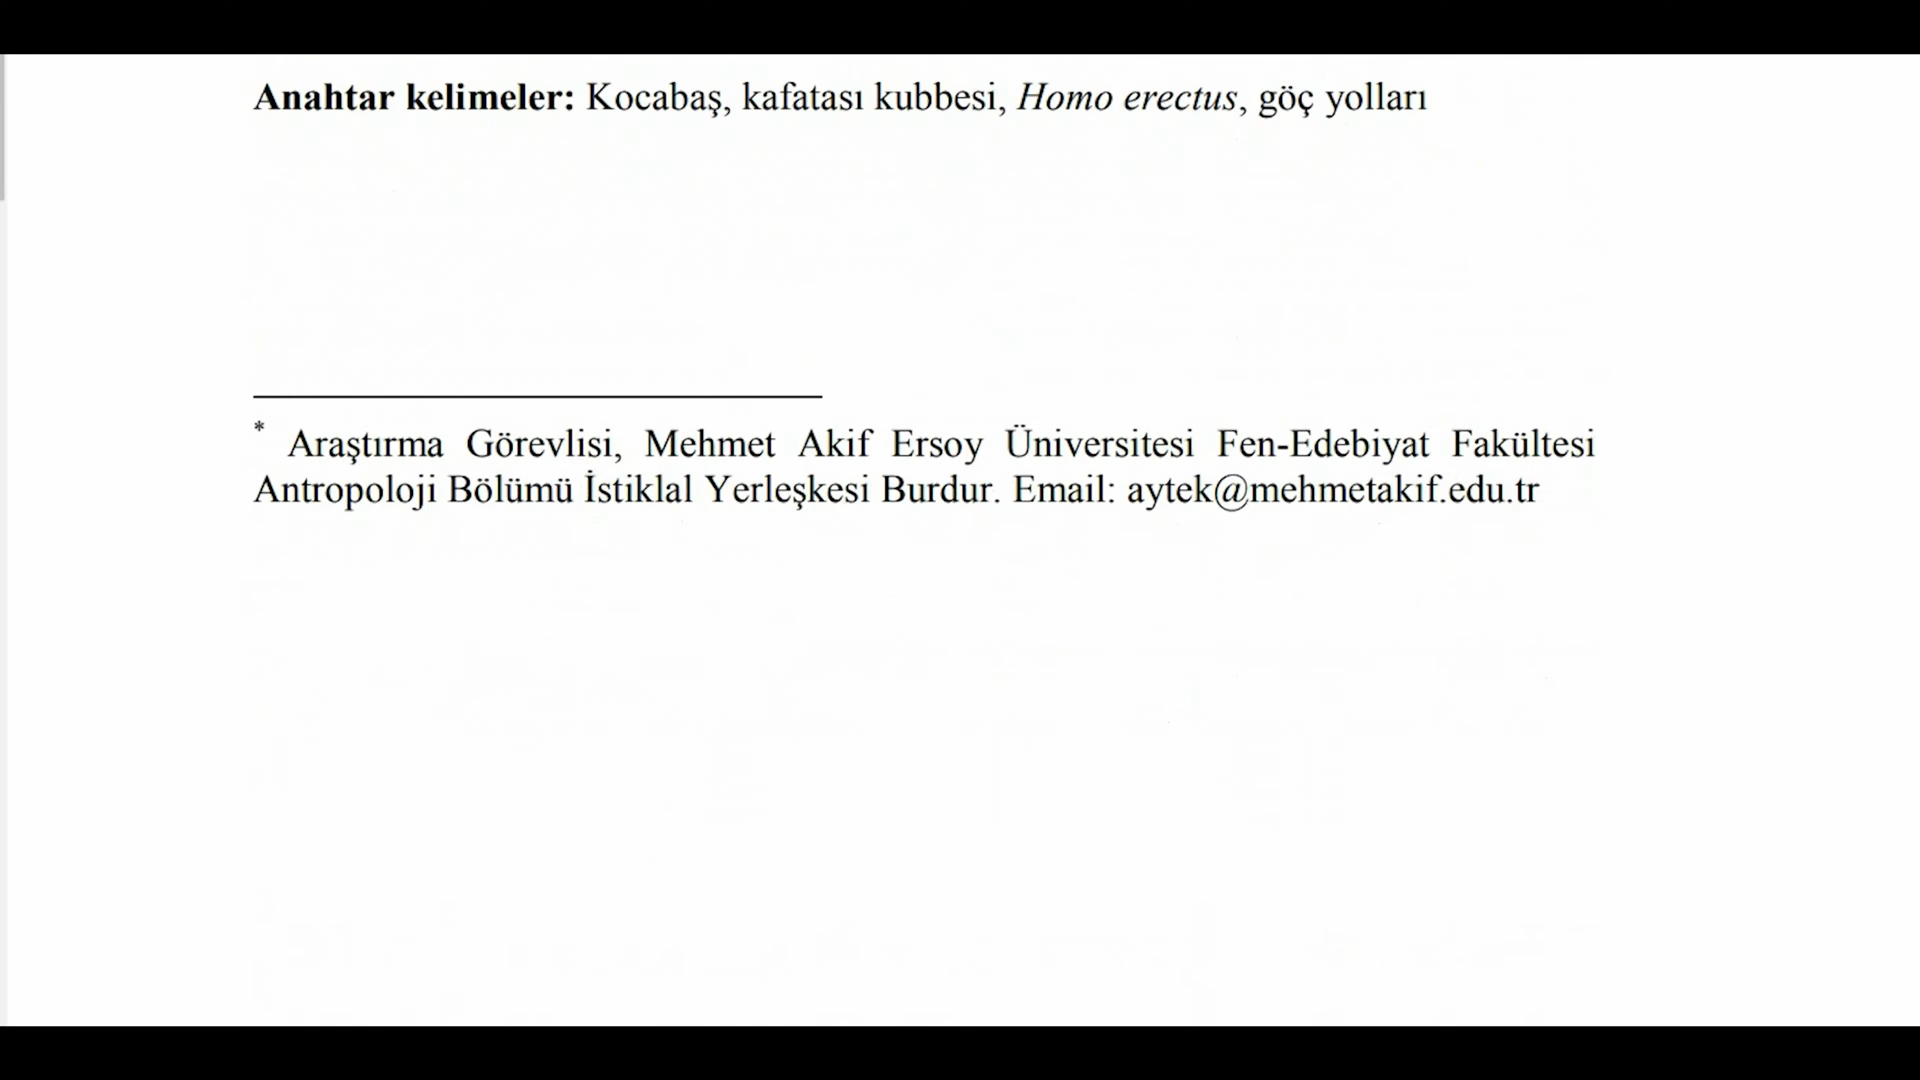 Anahtar kelimeler: Kocabaş, kafatası kubbesi, Homo erectus, göç yolları
* Araştırma Görevlisi, Mehmet Akif Ersoy Üniversitesi Fen-Edebiyat Fakültesi
Antropoloji Bölümü İstiklal Yerleşkesi Burdur. Email: aytek@mehmetakif.edu.tr